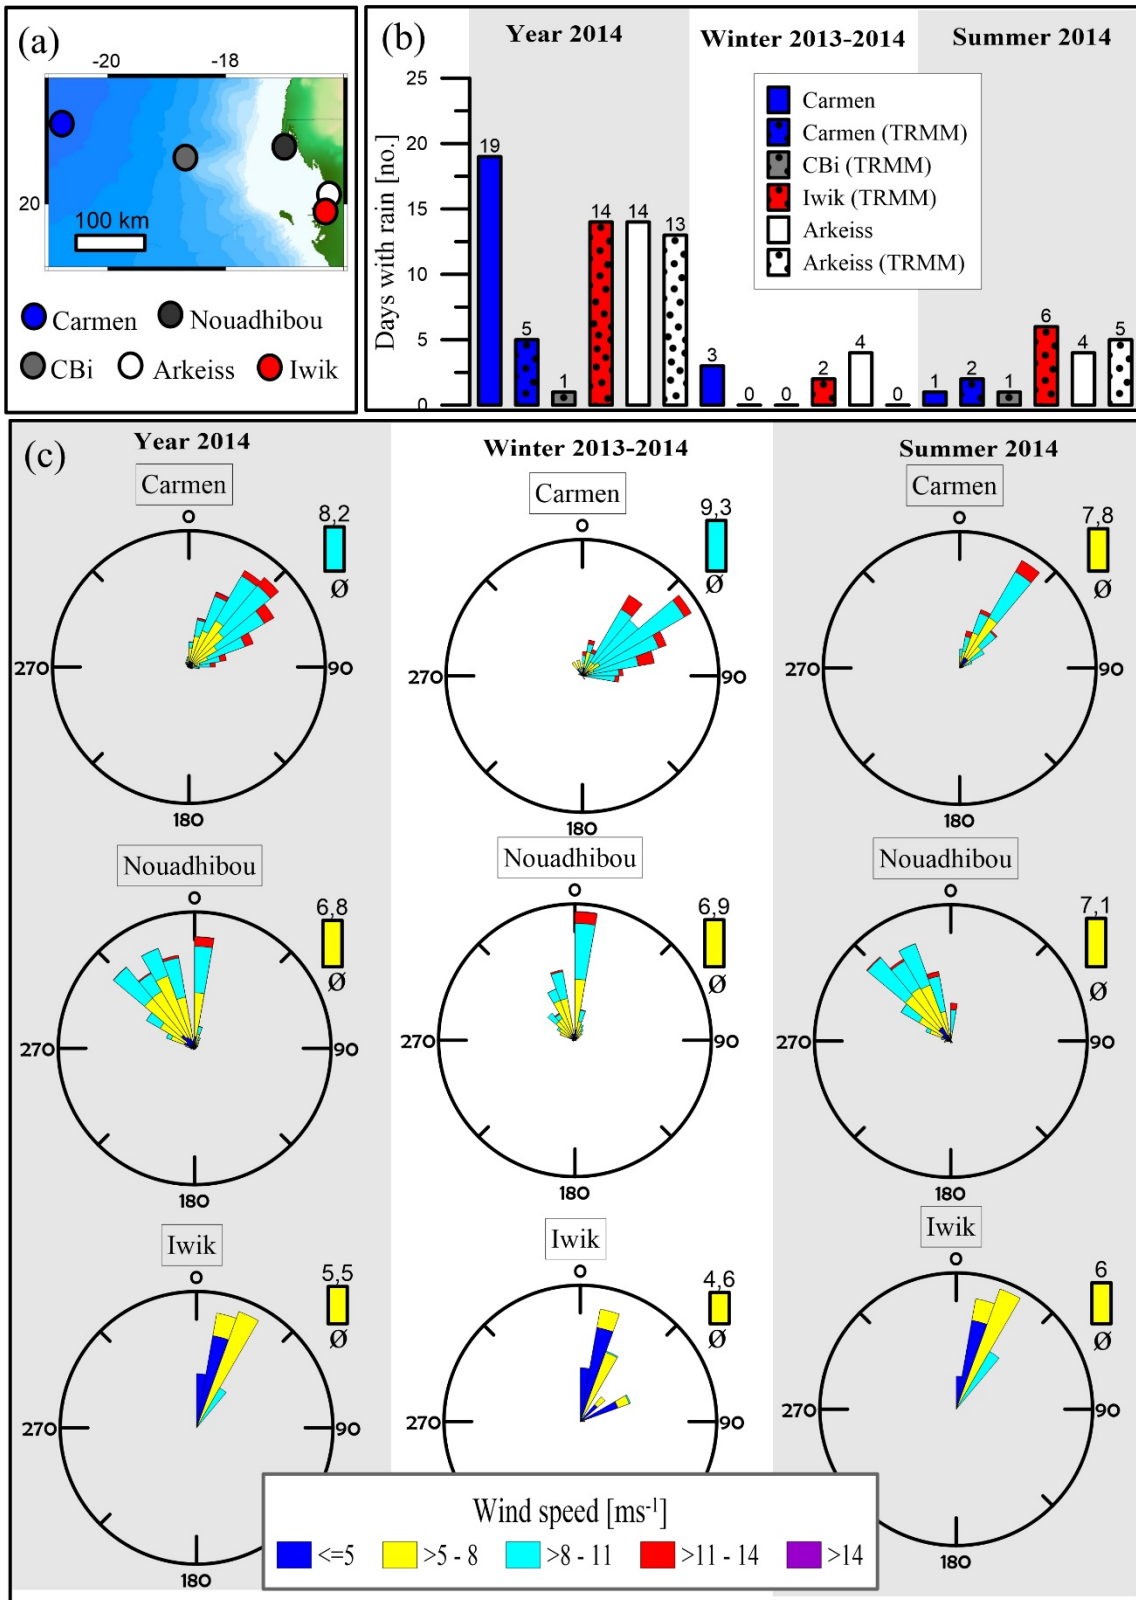 (a)
-20 -18
20
100 km
Carmen Nouadhibou
CBi Arkeiss Iwik
(b)
Year 2014 Winter 2013-2014 Summer 2014
Days with rain [no.]
25
20
15
10
5
0
19 5 1 14 14 13 3 0 0 2 4 0 1 2 1 6 4 5
Carmen
Carmen (TRMM)
CBi (TRMM)
Iwik (TRMM)
Arkeiss
Arkeiss (TRMM)
(c)
Year 2014 Winter 2013-2014 Summer 2014
Carmen
0
90
180
270
8,2
Ø
Carmen
0
90
180
270
9,3
Ø
Carmen
0
90
180
270
7,8
Ø
Nouadhibou
0
90
180
270
6,8
Ø
Nouadhibou
0
90
180
270
6,9
Ø
Nouadhibou
0
90
180
270
7,1
Ø
Iwik
0
90
180
270
5,5
Ø
Iwik
0
90
270
4,6
Ø
Iwik
0
90
180
270
6
Ø
Wind speed [ms⁻¹]
<=5 >5 - 8 >8 - 11 >11 - 14 >14